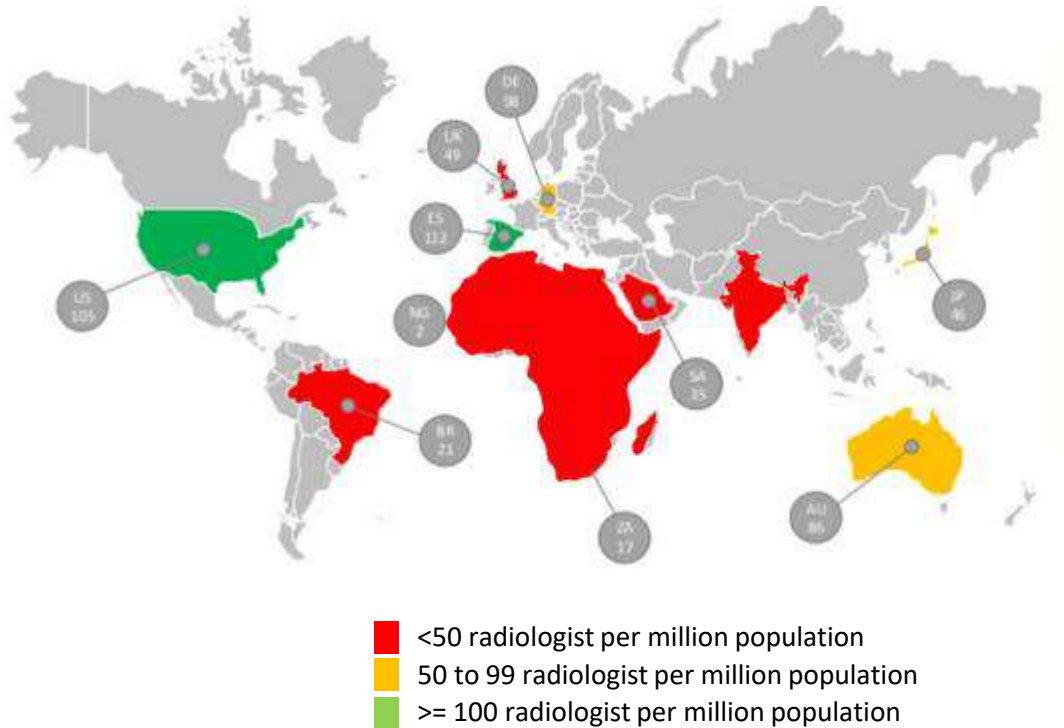 DE
98
UK
49
ES
112
US
105
NG
2
JP
46
SA
35
BR
21
AU
86
ZA
17
<50 radiologist per million population
50 to 99 radiologist per million population
>= 100 radiologist per million population